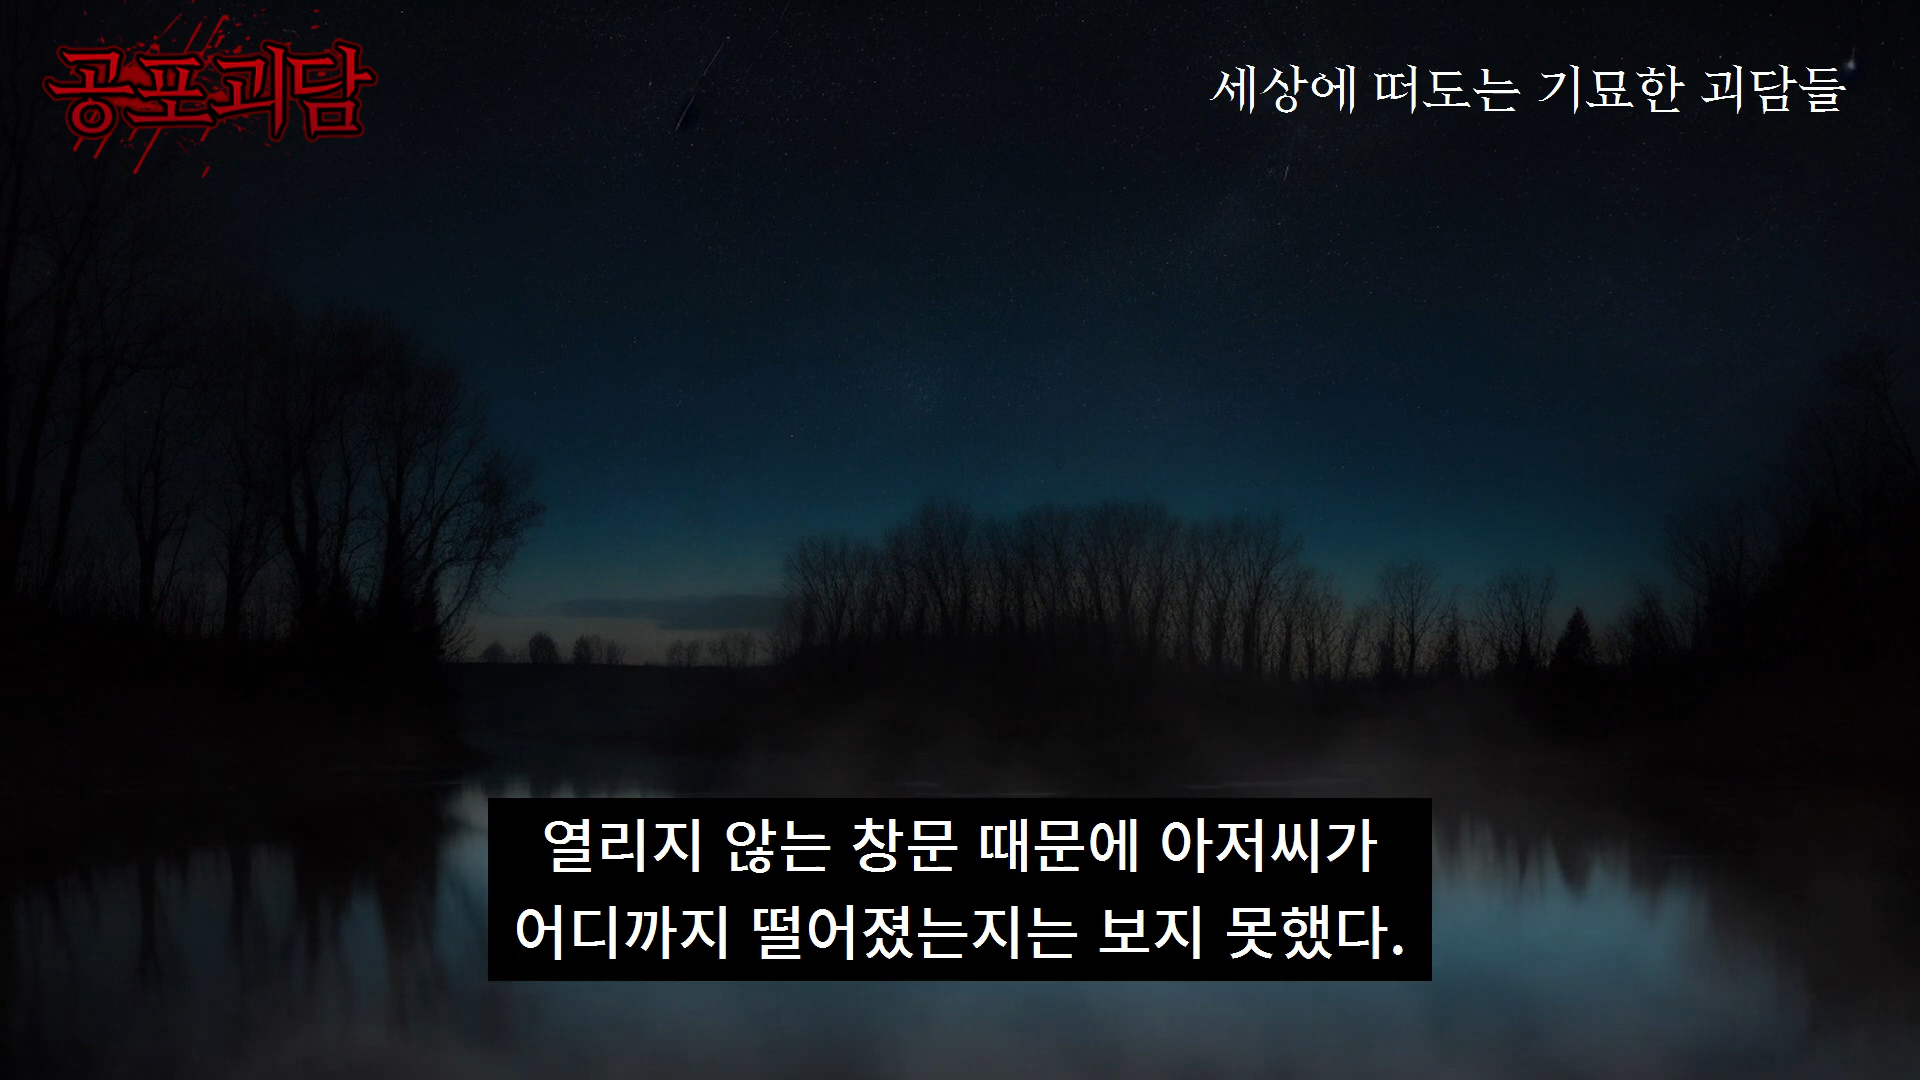 공포괴담
세상에 떠도는 기묘한 괴담들
열리지 않는 창문 때문에 아저씨가
어디까지 떨어졌는지는 보지 못했다.